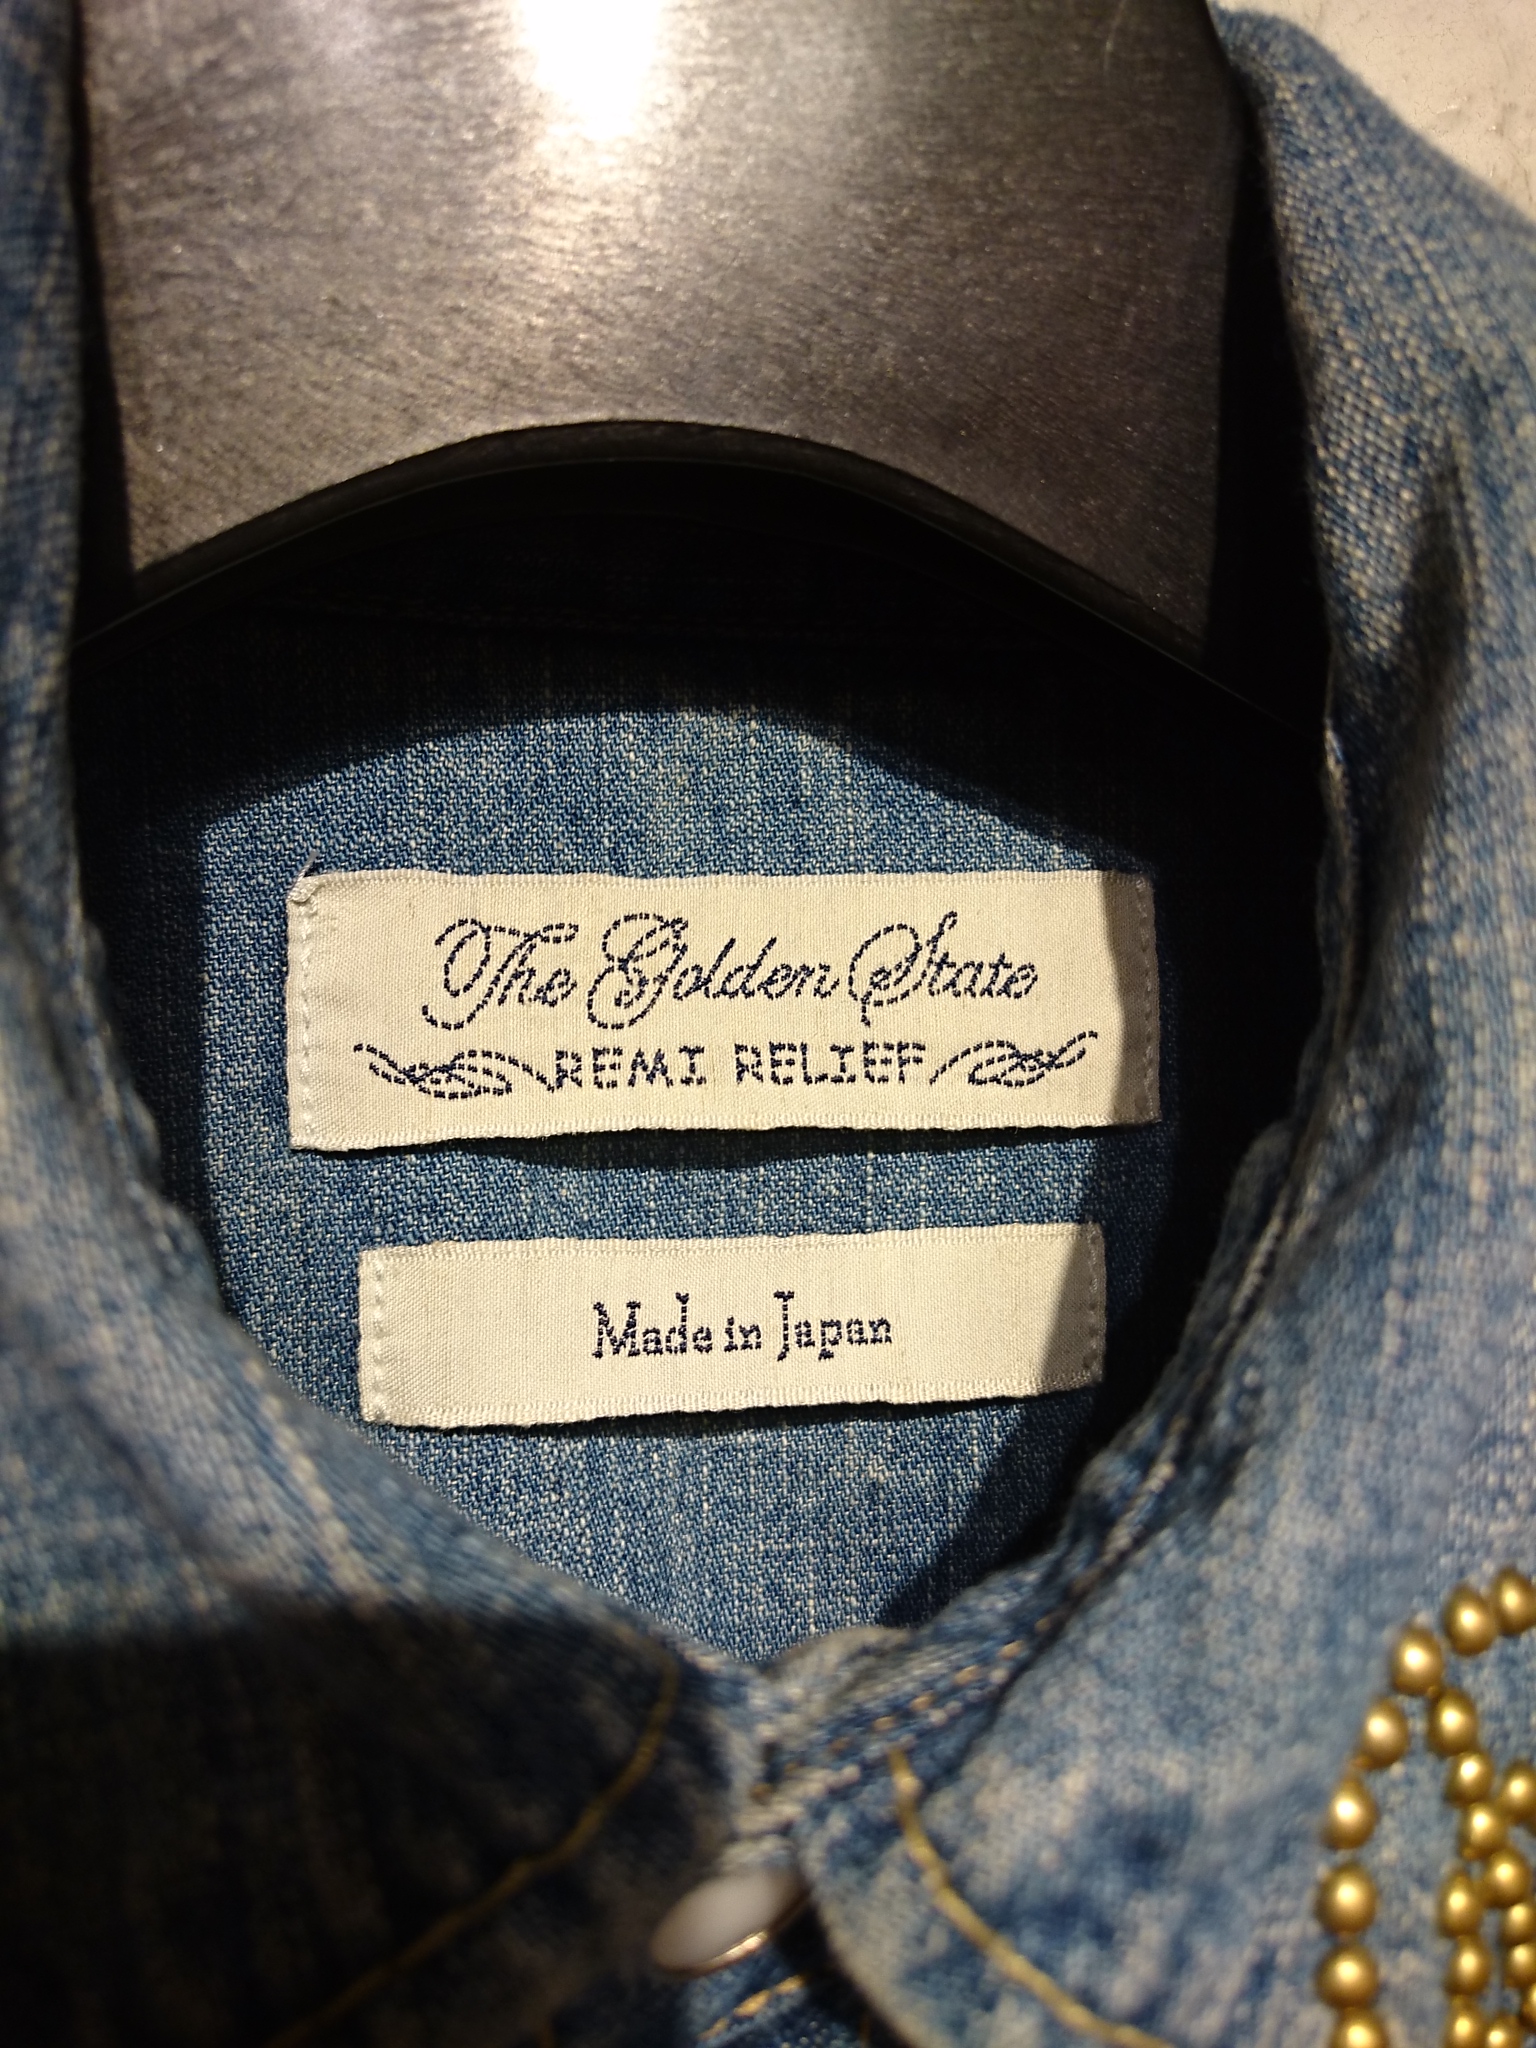 The Golden State
REMI RELIEF
Made in Japan